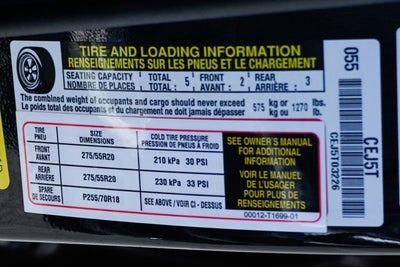 TIRE AND LOADING INFORMATION
RENSEIGNEMENTS SUR LES PNEUS ET LE CHARGEMENT
SEATING CAPACITY TOTAL FRONT REAR
NOMBRE DE PLACES TOTAL 5 AVANT 2 ARRIÈRE 3
The combined weight of occupants and cargo should never exceed 575 kg or 1270 lbs.
Le poids total des occupants et du chargement ne doit jamais dépasser kg ou lb.
TIRE SIZE COLD TIRE PRESSURE
PNEU DIMENSIONS PRESSION DES PNEUS À FROID
FRONT
AVANT 275/55R20 210 kPa 30 PSI
REAR
ARRIÈRE 275/55R20 230 kPa 33 PSI
SPARE
DE SECOURS P255/70R18 SEE ABOVE / VOIR CI - DESSUS
SEE OWNER'S MANUAL
FOR ADDITIONAL
INFORMATION
VOIR LE MANUEL
DE L'USAGER
POUR PLUS DE
RENSEIGNEMENTS
00012-T1699-01
055
CEJ5T
CEJ5T03226